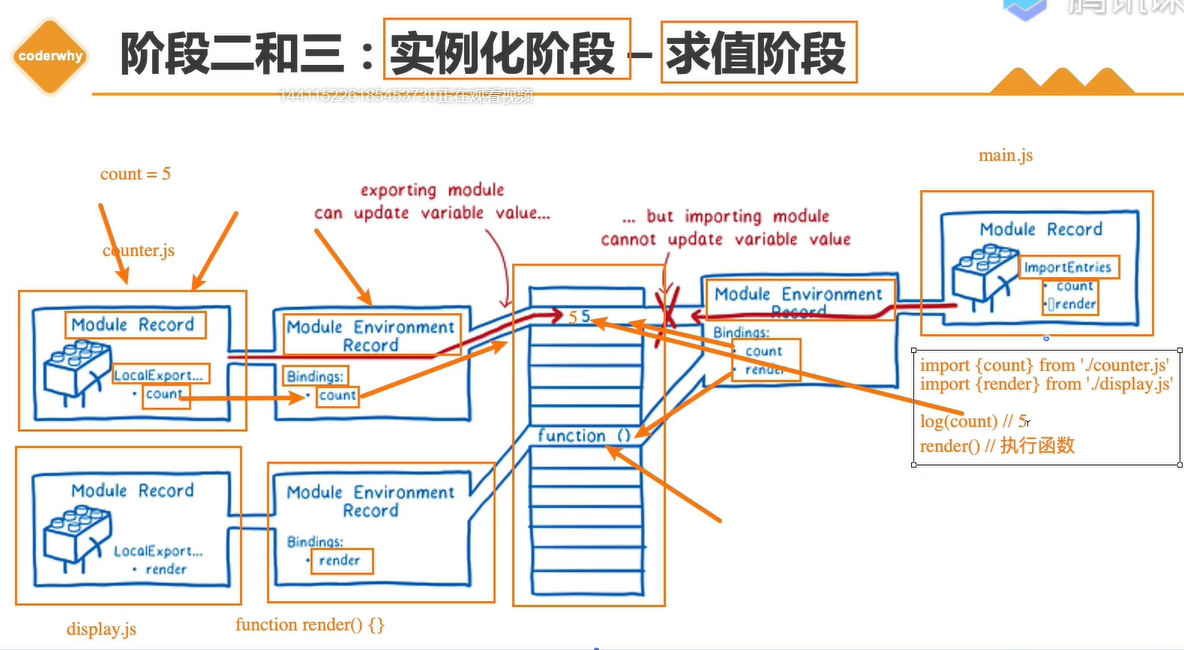 coderwhy
阶段二和三：实例化阶段 – 求值阶段
144115226185453730正在观看视频
count = 5
counter.js
exporting module
can update variable value...
... but importing module
cannot update variable value
main.js
Module Record
ImportEntries
• count
• render
Module Record
LocalExport...
• count
Module Environment
Record
Bindings:
• count
5 5
function ()
Module Environment
Record
Bindings:
• count
• render
import {count} from './counter.js'
import {render} from './display.js'
log(count) // 5
render() // 执行函数
Module Record
LocalExport...
• render
Module Environment
Record
Bindings:
• render
display.js
function render() {}